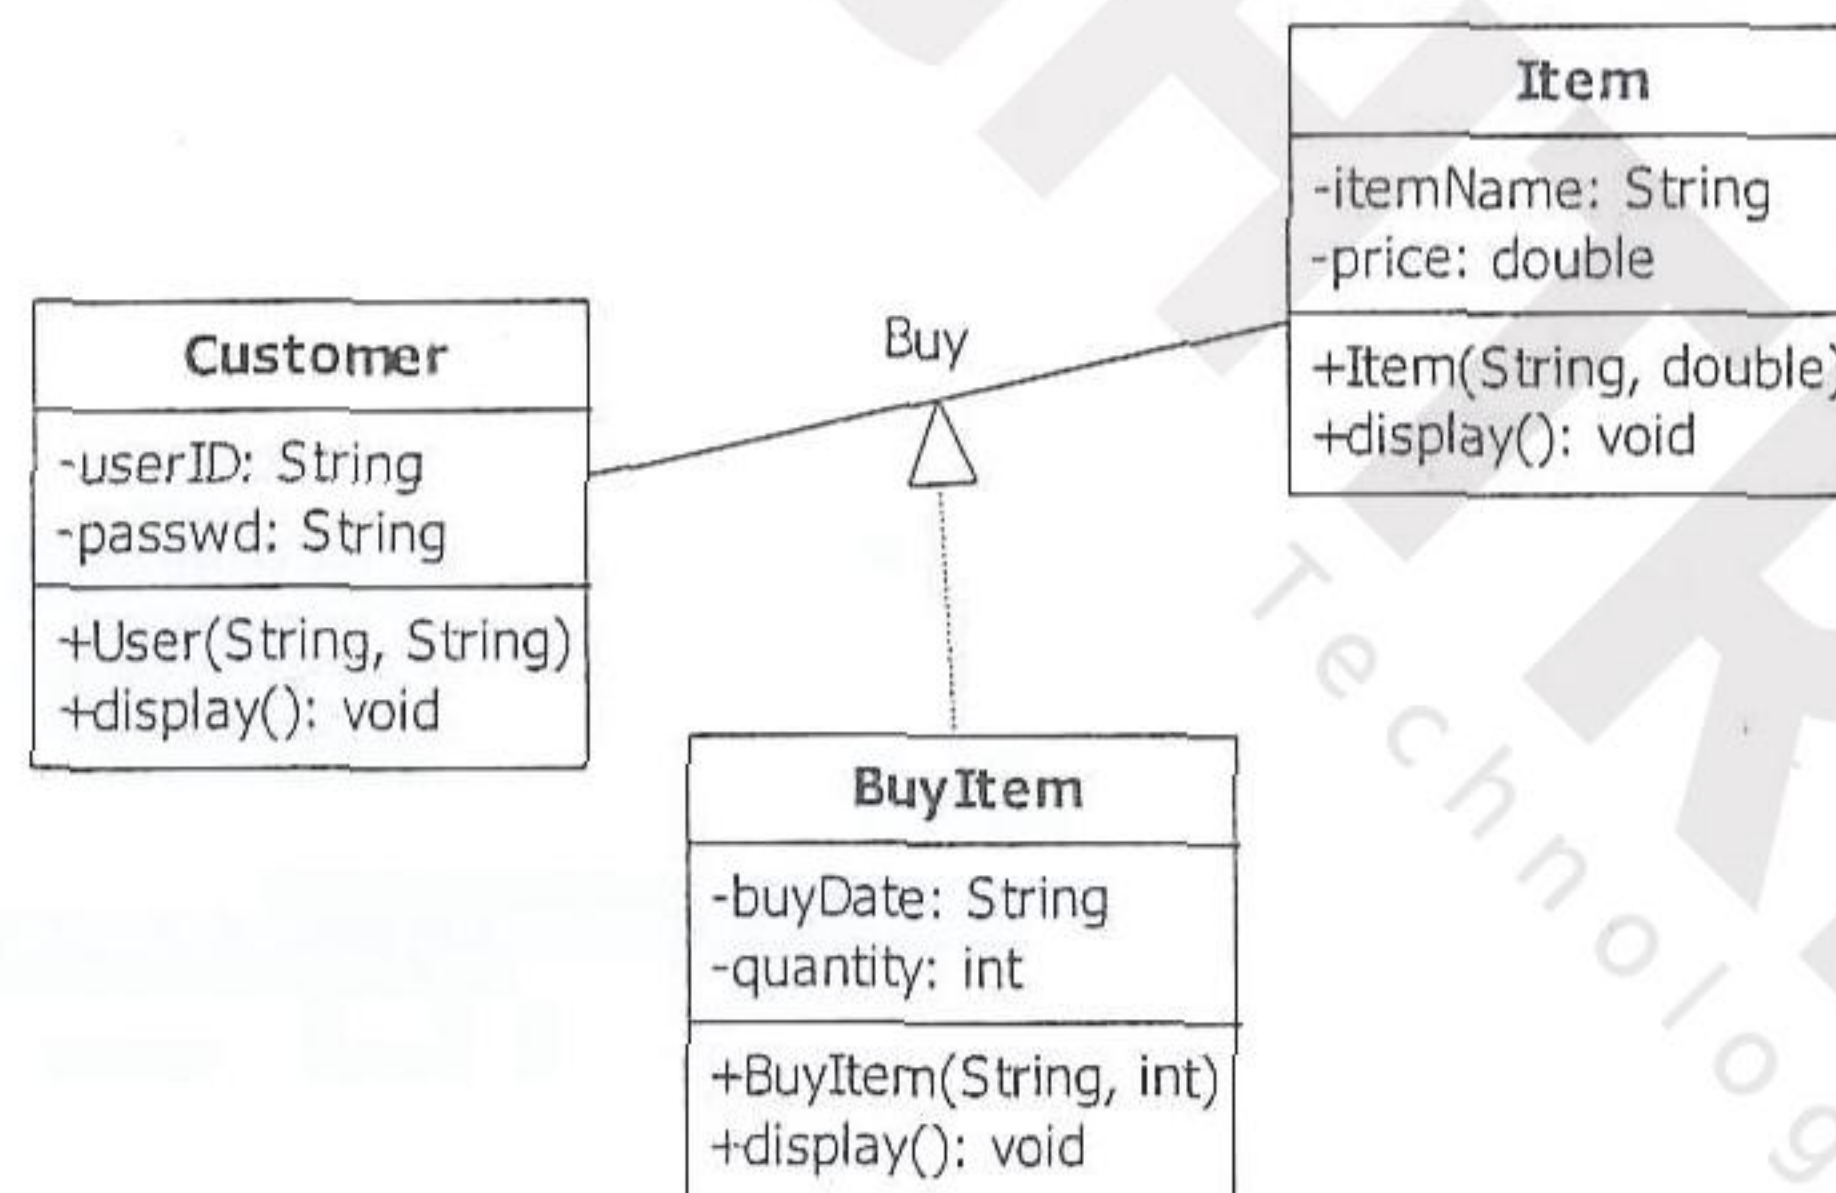 Item
-itemName: String
-price: double
+Item(String, double)
+display(): void
Customer
-userID: String
-passwd: String
+User(String, String)
+display(): void
Buy
BuyItem
-buyDate: String
-quantity: int
+BuyItem(String, int)
+display(): void
Technolog